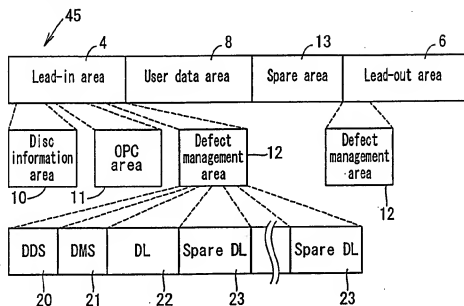 45
4
8
13
6
Lead-in area
User data area
Spare area
Lead-out area
Disc
information
area
OPC
area
Defect
management
area
12
Defect
management
area
10
11
12
DDS
DMS
DL
Spare DL
Spare DL
20
21
22
23
23